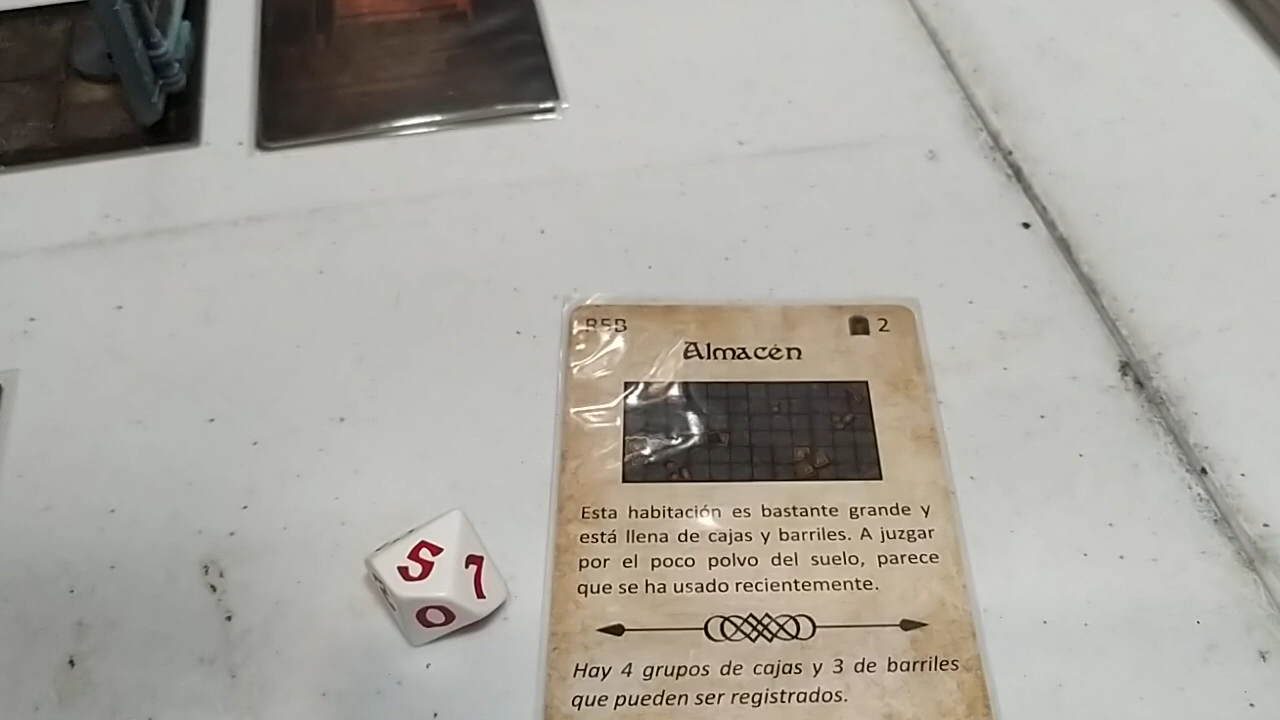 R5B
2
Almacén
Esta habitación es bastante grande y
está llena de cajas y barriles. A juzgar
por el poco polvo del suelo, parece
que se ha usado recientemente.
Hay 4 grupos de cajas y 3 de barriles
que pueden ser registrados.
5
7
0